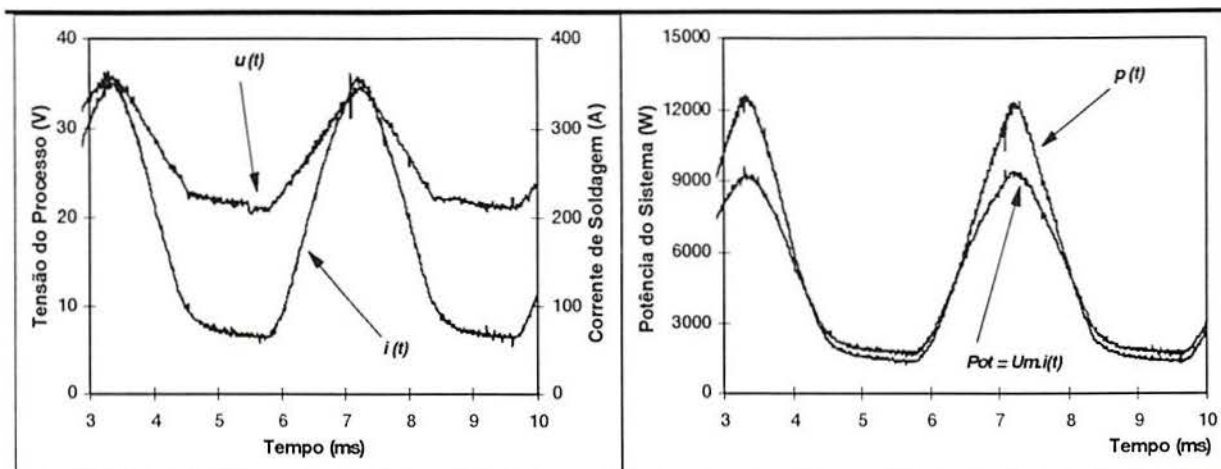 40
30
20
10
0
Tensão do Processo (V)
u (t)
i (t)
400
300
200
100
0
Corrente de Soldagem (A)
3 4 5 6 7 8 9 10
Tempo (ms)
15000
12000
9000
6000
3000
0
Potência do Sistema (W)
p (t)
Pot = Um.i(t)
3 4 5 6 7 8 9 10
Tempo (ms)